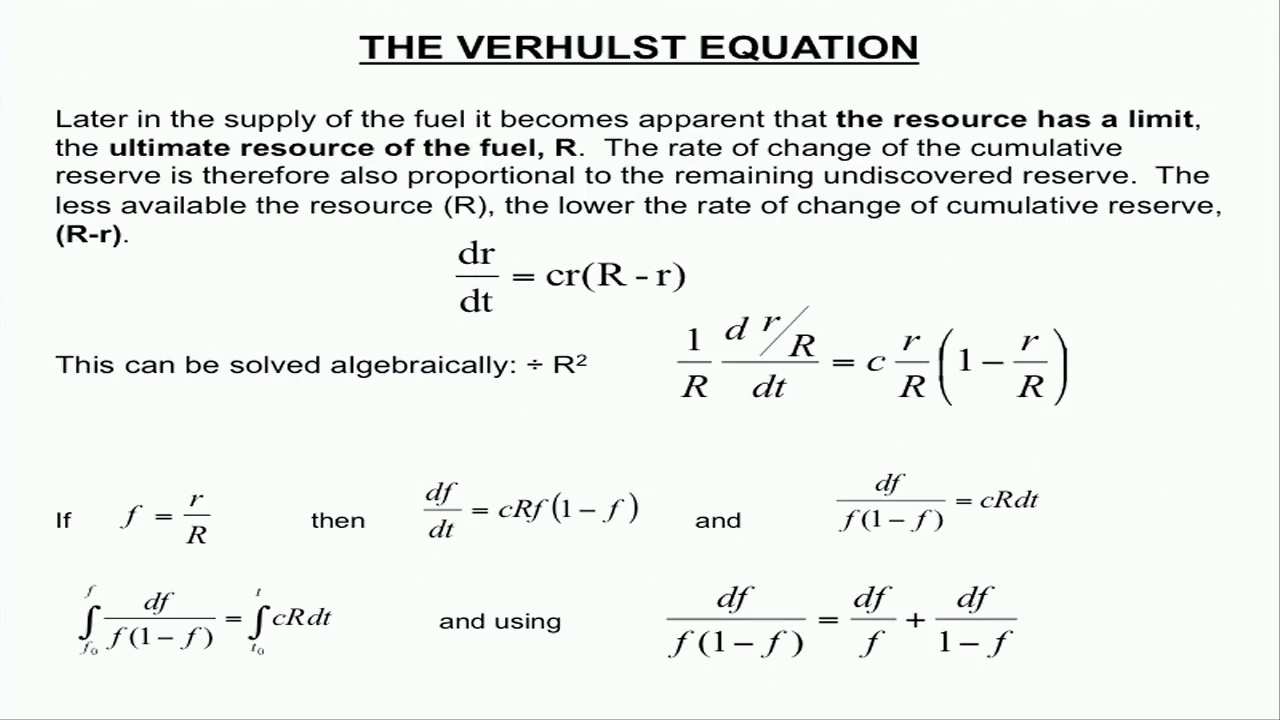 THE VERHULST EQUATION
Later in the supply of the fuel it becomes apparent that the resource has a limit,
the ultimate resource of the fuel, R. The rate of change of the cumulative
reserve is therefore also proportional to the remaining undiscovered reserve. The
less available the resource (R), the lower the rate of change of cumulative reserve,
(R-r).
dr/dt = cr(R - r)
This can be solved algebraically: ÷ R² 1/R d r/R / dt = c r/R (1 − r/R)
If f = r/R then df/dt = cRf(1 − f) and df/f(1 − f) = cRdt
∫f₀^f df/f(1 − f) = ∫t₀^t cRdt and using df/f(1 − f) = df/f + df/1 − f